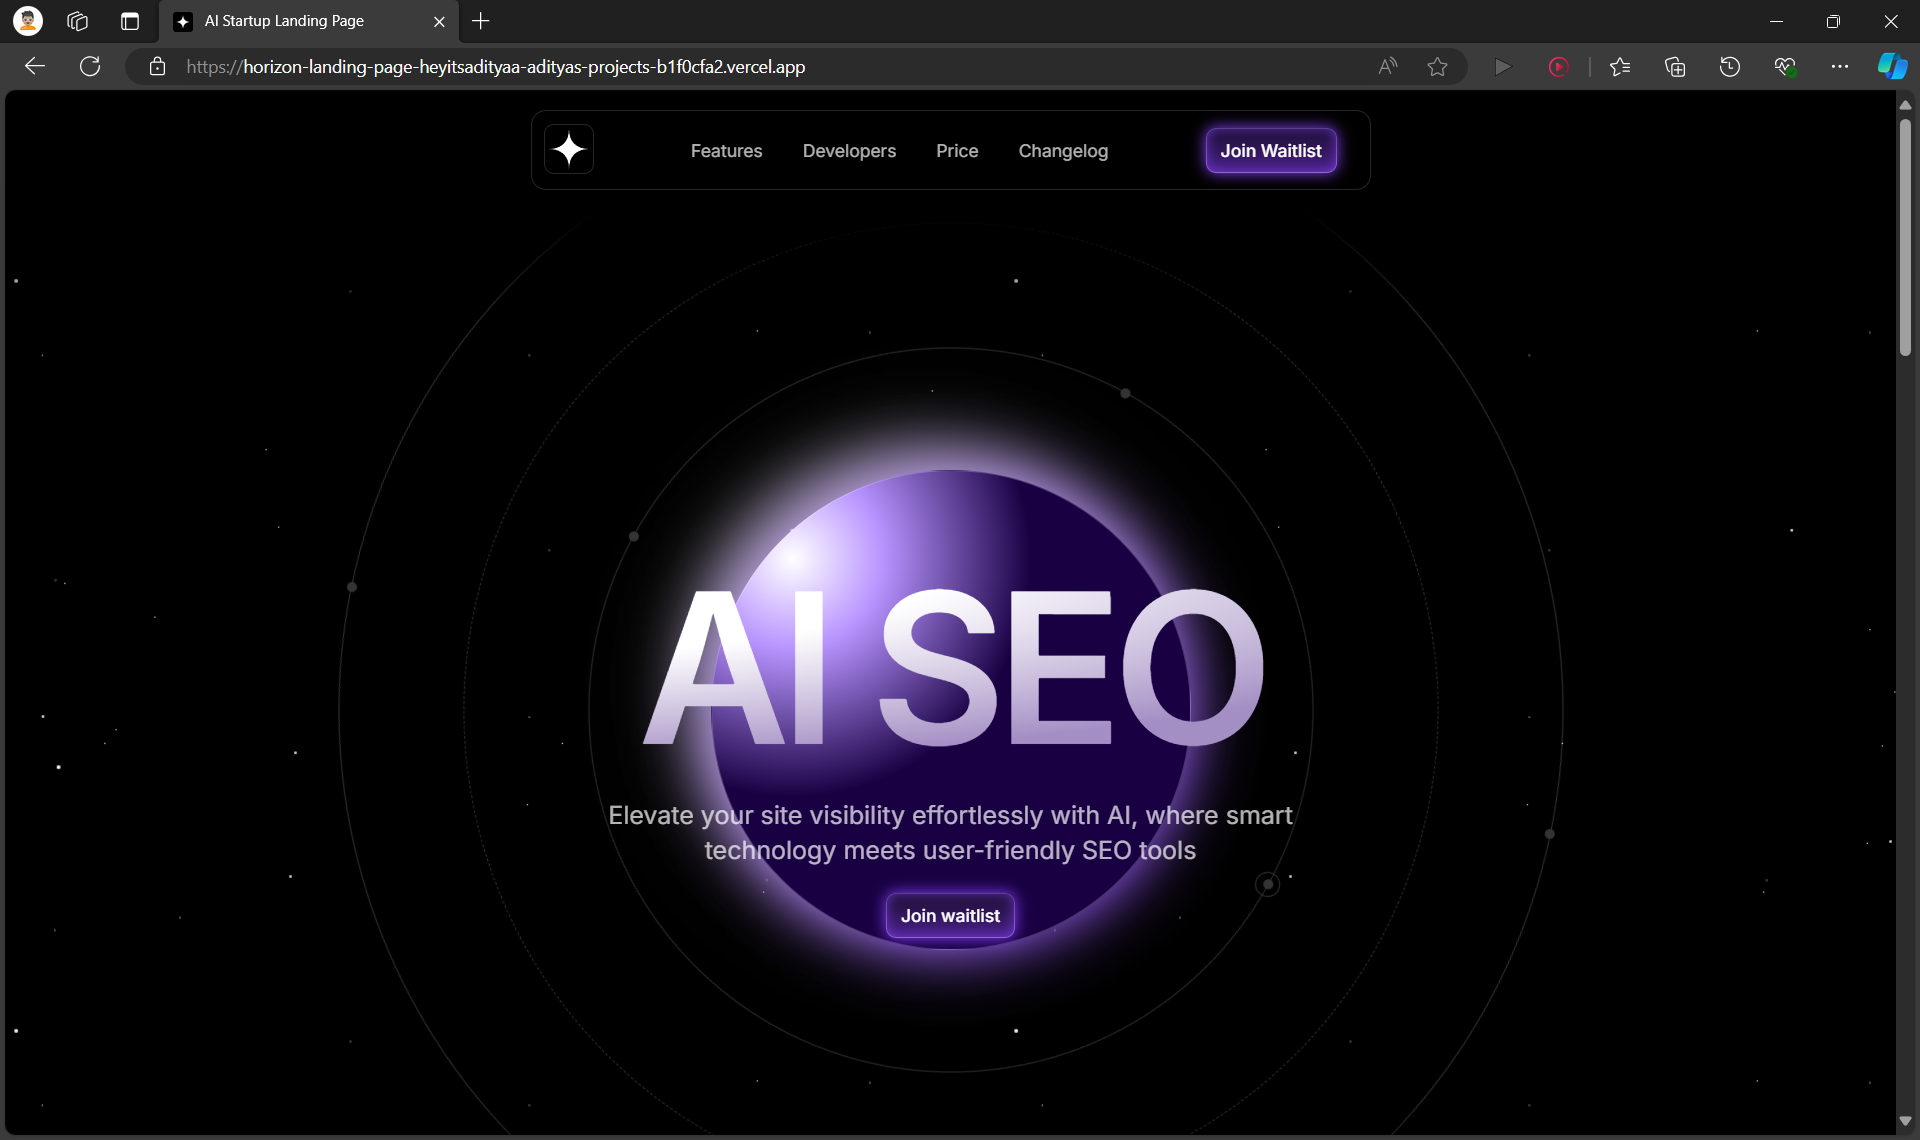 AI Startup Landing Page
https://horizon-landing-page-heyitsadityaa-adityas-projects-b1f0cfa2.vercel.app
Features Developers Price Changelog Join Waitlist
AI SEO
Elevate your site visibility effortlessly with AI, where smart
technology meets user-friendly SEO tools
Join waitlist